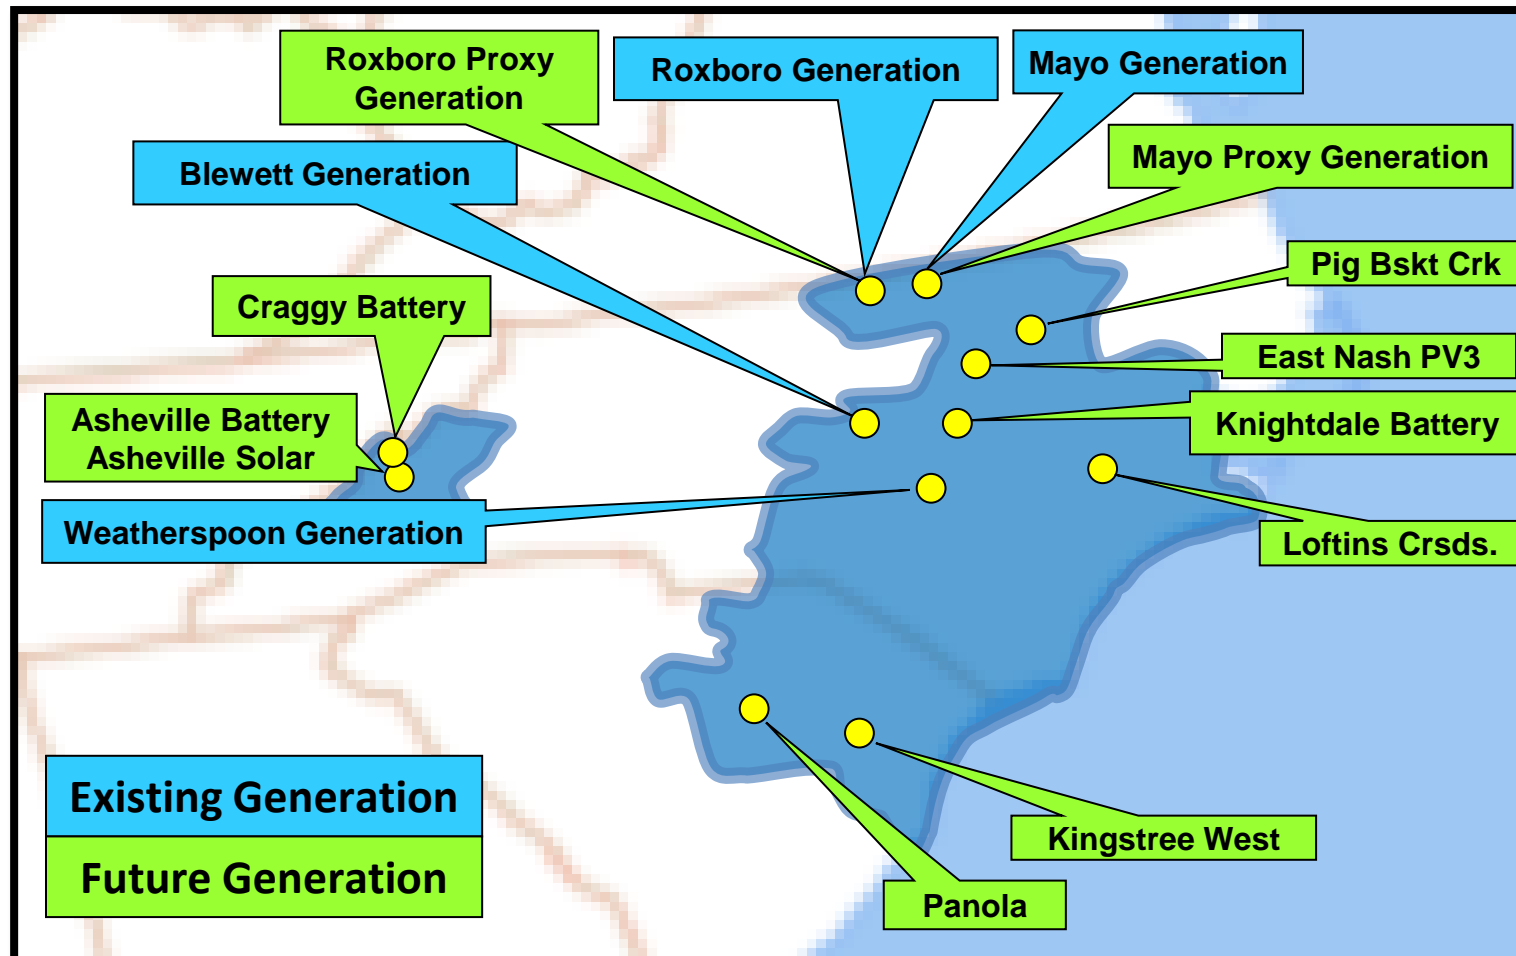 Roxboro Proxy
Generation
Roxboro Generation
Mayo Generation
Mayo Proxy Generation
Blewett Generation
Pig Bskt Crk
Craggy Battery
East Nash PV3
Asheville Battery
Asheville Solar
Knightdale Battery
Weatherspoon Generation
Loftins Crsds.
Existing Generation
Future Generation
Kingstree West
Panola